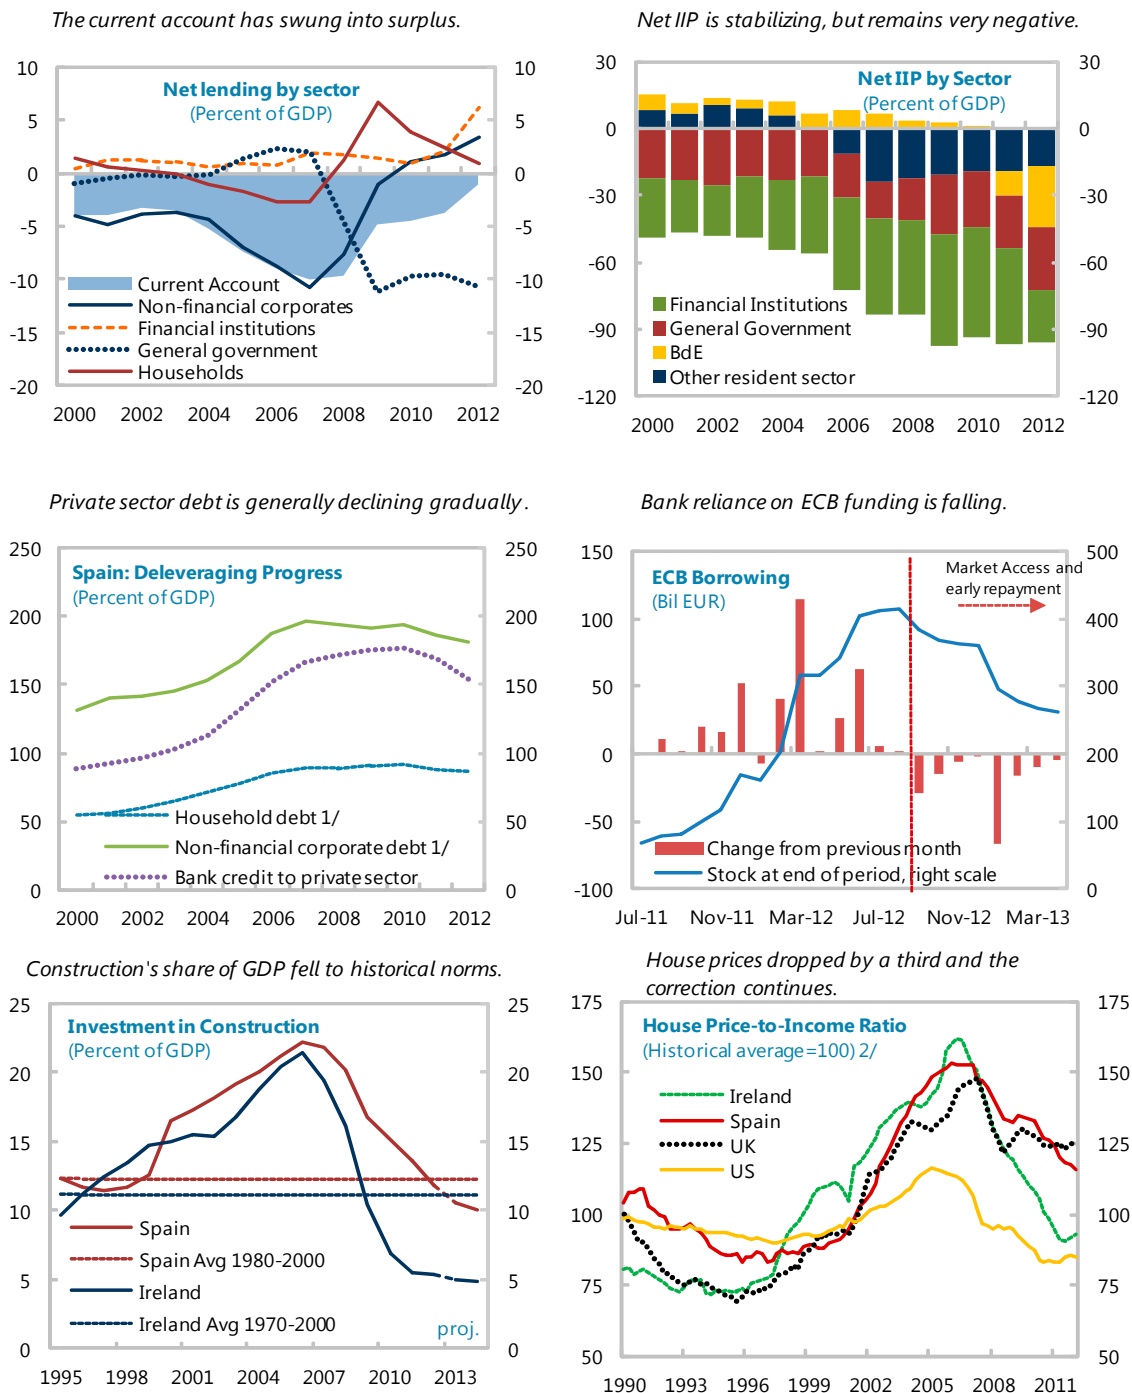 The current account has swung into surplus.
Net lending by sector
(Percent of GDP)
10
5
0
-5
-10
-15
-20
10
5
0
-5
-10
-15
-20
Current Account
Non-financial corporates
Financial institutions
General government
Households
2000 2002 2004 2006 2008 2010 2012
Net IIP is stabilizing, but remains very negative.
Net IIP by Sector
(Percent of GDP)
30
0
-30
-60
-90
-120
30
0
-30
-60
-90
-120
Financial Institutions
General Government
BdE
Other resident sector
2000 2002 2004 2006 2008 2010 2012
Private sector debt is generally declining gradually.
Spain: Deleveraging Progress
(Percent of GDP)
250
200
150
100
50
0
250
200
150
100
50
0
Household debt 1/
Non-financial corporate debt 1/
Bank credit to private sector
2000 2002 2004 2006 2008 2010 2012
Bank reliance on ECB funding is falling.
ECB Borrowing
(Bil EUR)
Market Access and
early repayment
150
100
50
0
-50
-100
500
400
300
200
100
0
Change from previous month
Stock at end of period, right scale
Jul-11 Nov-11 Mar-12 Jul-12 Nov-12 Mar-13
Construction's share of GDP fell to historical norms.
Investment in Construction
(Percent of GDP)
25
20
15
10
5
0
25
20
15
10
5
0
Spain
Spain Avg 1980-2000
Ireland
Ireland Avg 1970-2000
proj.
1995 1998 2001 2004 2007 2010 2013
House prices dropped by a third and the
correction continues.
House Price-to-Income Ratio
(Historical average=100) 2/
175
150
125
100
75
50
175
150
125
100
75
50
Ireland
Spain
UK
US
1990 1993 1996 1999 2002 2005 2008 2011